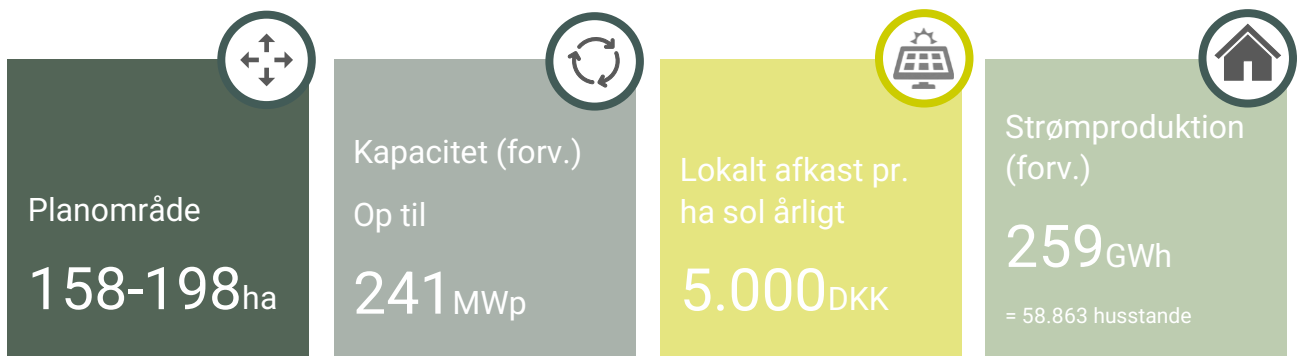 Planområde
158-198ha
Kapacitet (forv.)
Op til
241MWp
Lokalt afkast pr.
ha sol årligt
5.000DKK
Strømproduktion
(forv.)
259GWh
= 58.863 husstande